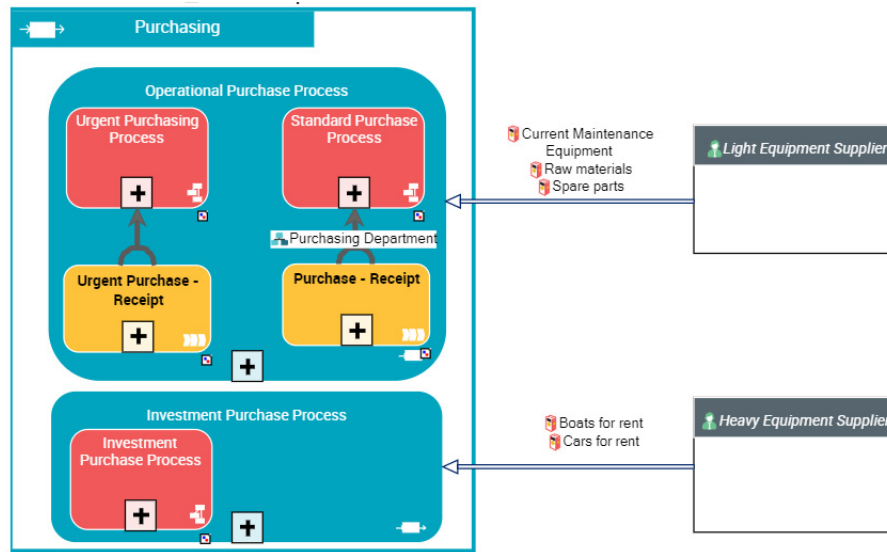 Purchasing
Operational Purchase Process
Urgent Purchasing
Process
Standard Purchase
Process
Purchasing Department
Urgent Purchase -
Receipt
Purchase - Receipt
Investment Purchase Process
Investment
Purchase Process
Current Maintenance
Equipment
Raw materials
Spare parts
Light Equipment Supplier
Boats for rent
Cars for rent
Heavy Equipment Supplier